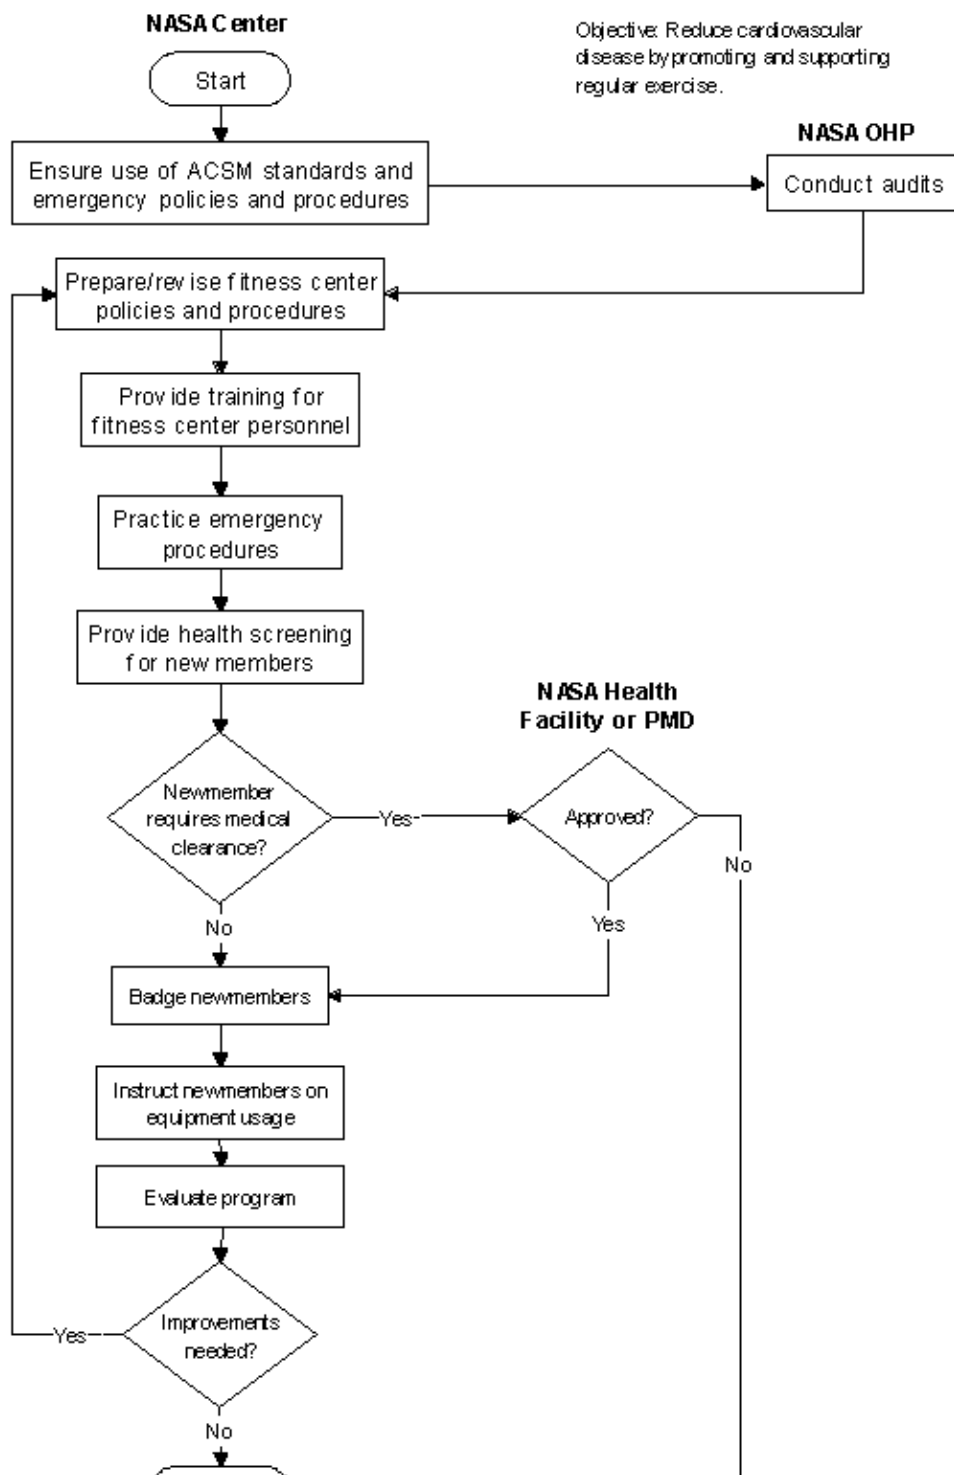 NASA Center
Objective: Reduce cardiovascular
disease by promoting and supporting
regular exercise.
Start
NASA OHP
Ensure use of ACSM standards and
emergency policies and procedures
Conduct audits
Prepare/revise fitness center
policies and procedures
Provide training for
fitness center personnel
Practice emergency
procedures
Provide health screening
for new members
NASA Health
Facility or PMD
New member
requires medical
clearance?
Yes
Approved?
No
No
Yes
Badge new members
Instruct new members on
equipment usage
Evaluate program
Improvements
needed?
Yes
No